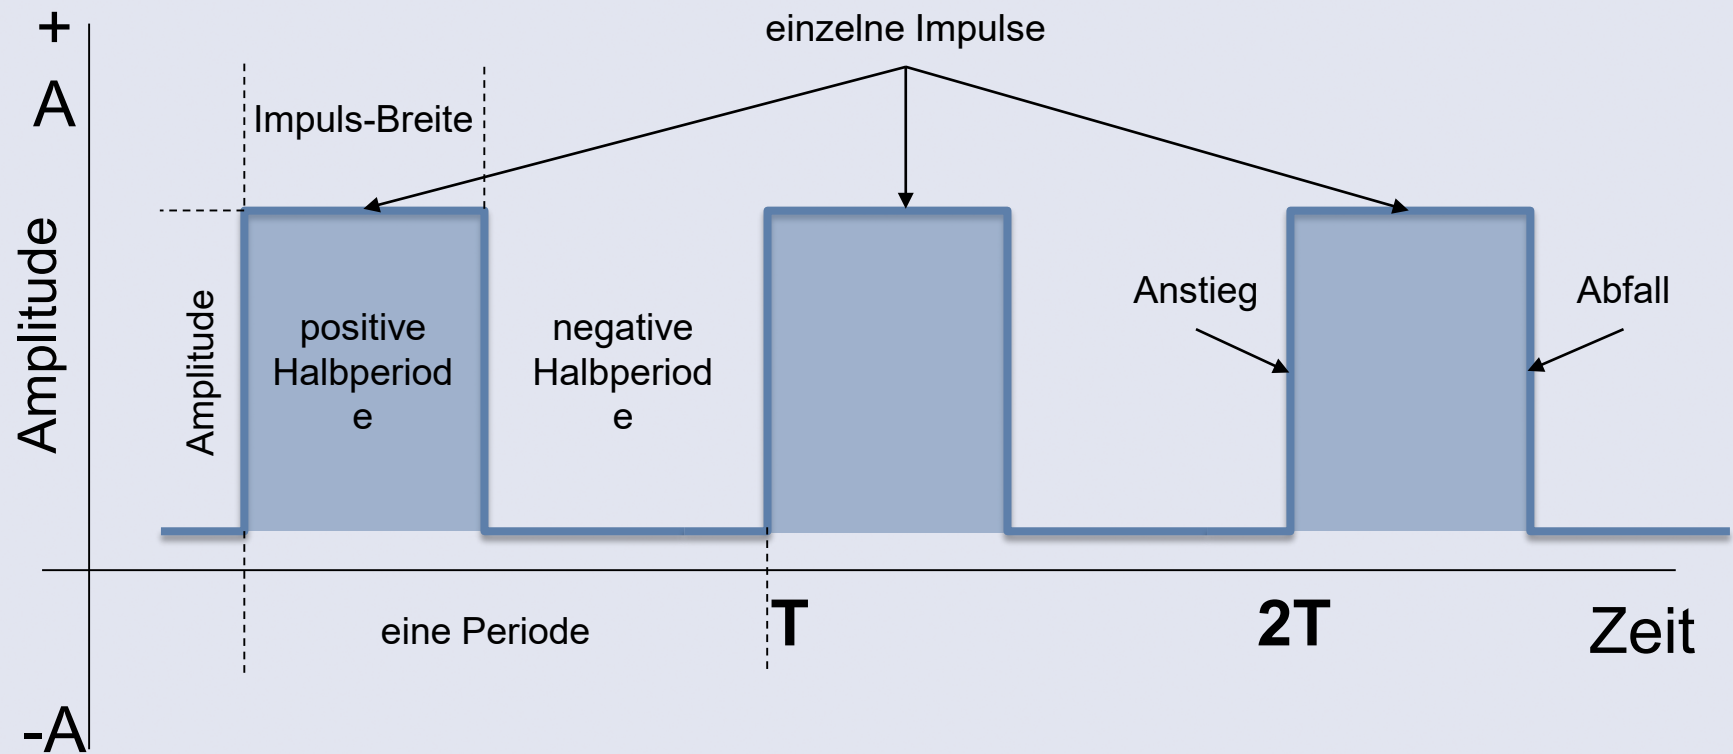 +
A
einzelne Impulse
Impuls-Breite
Amplitude
Amplitude
positive
Halbperiod
e
negative
Halbperiod
e
Anstieg
Abfall
eine Periode
T
2T
Zeit
-A